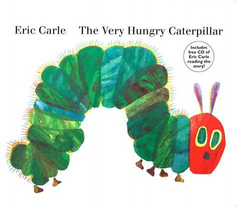 Eric Carle The Very Hungry Caterpillar
Includes
free CD of
Eric Carle
reading the
story!